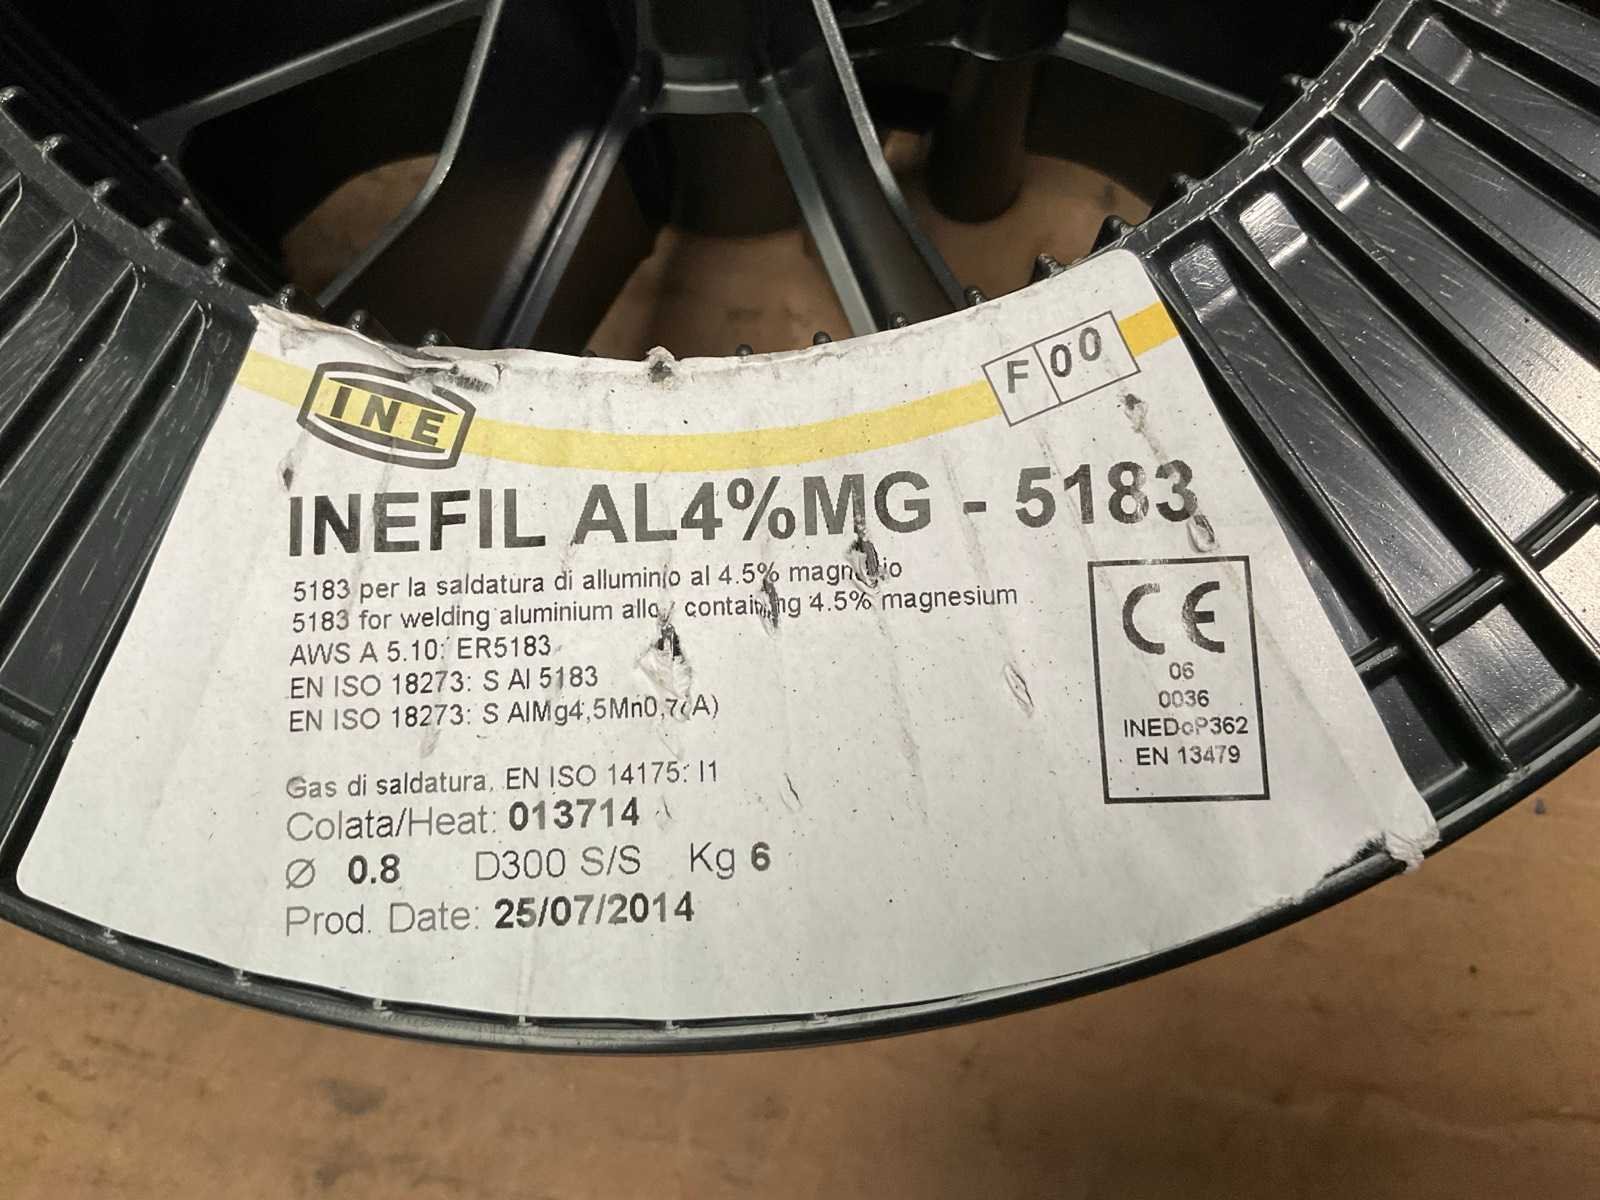 INE
F 00
INEFIL AL4%MG - 5183
5183 per la saldatura di alluminio al 4.5% magnesio
5183 for welding aluminium alloy containing 4.5% magnesium
AWS A 5.10: ER5183
EN ISO 18273: S Al 5183
EN ISO 18273: S AlMg4,5Mn0,7(A)
Gas di saldatura, EN ISO 14175: I1
Colata/Heat: 013714
Ø 0.8 D300 S/S Kg 6
Prod. Date: 25/07/2014
CE
06
0036
INEDoP362
EN 13479